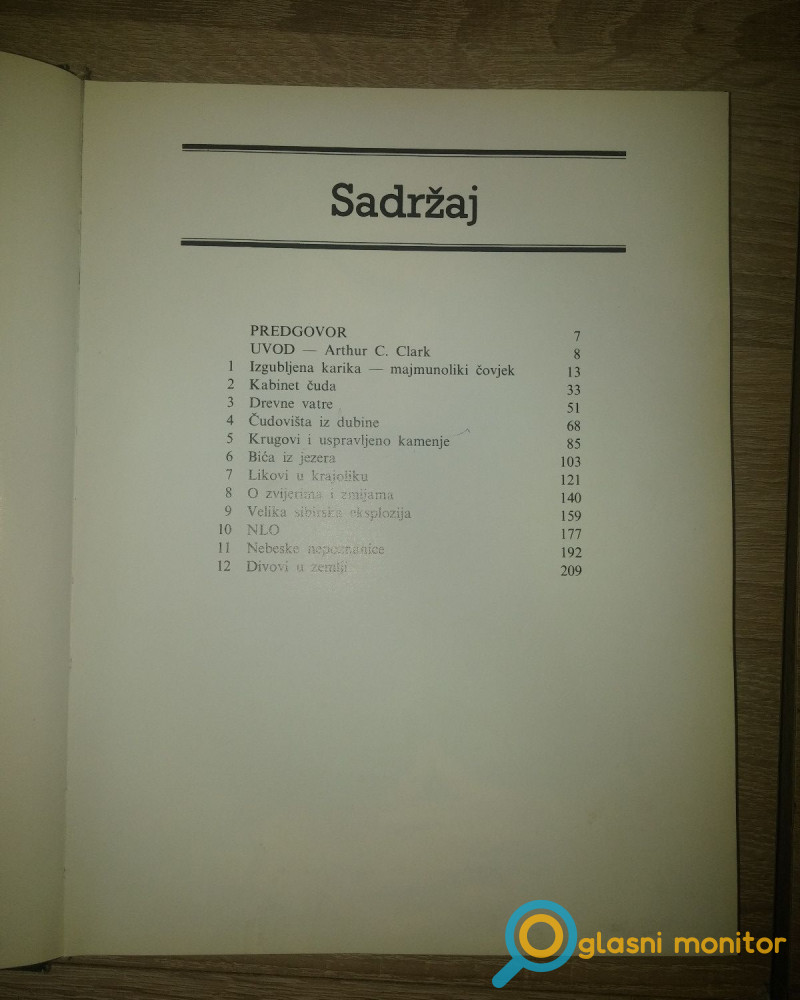 Sadržaj
PREDGOVOR 7
UVOD — Arthur C. Clark 8
1 Izgubljena karika — majmunoliki čovjek 13
2 Kabinet čuda 33
3 Drevne vatre 51
4 Čudovišta iz dubine 68
5 Krugovi i uspravljeno kamenje 85
6 Bića iz jezera 103
7 Likovi u krajoliku 121
8 O zvijerima i zmijama 140
9 Velika sibirska eksplozija 159
10 NLO 177
11 Nebeske nepoznanice 192
12 Divovi u zemlji 209
Oglasni monitor